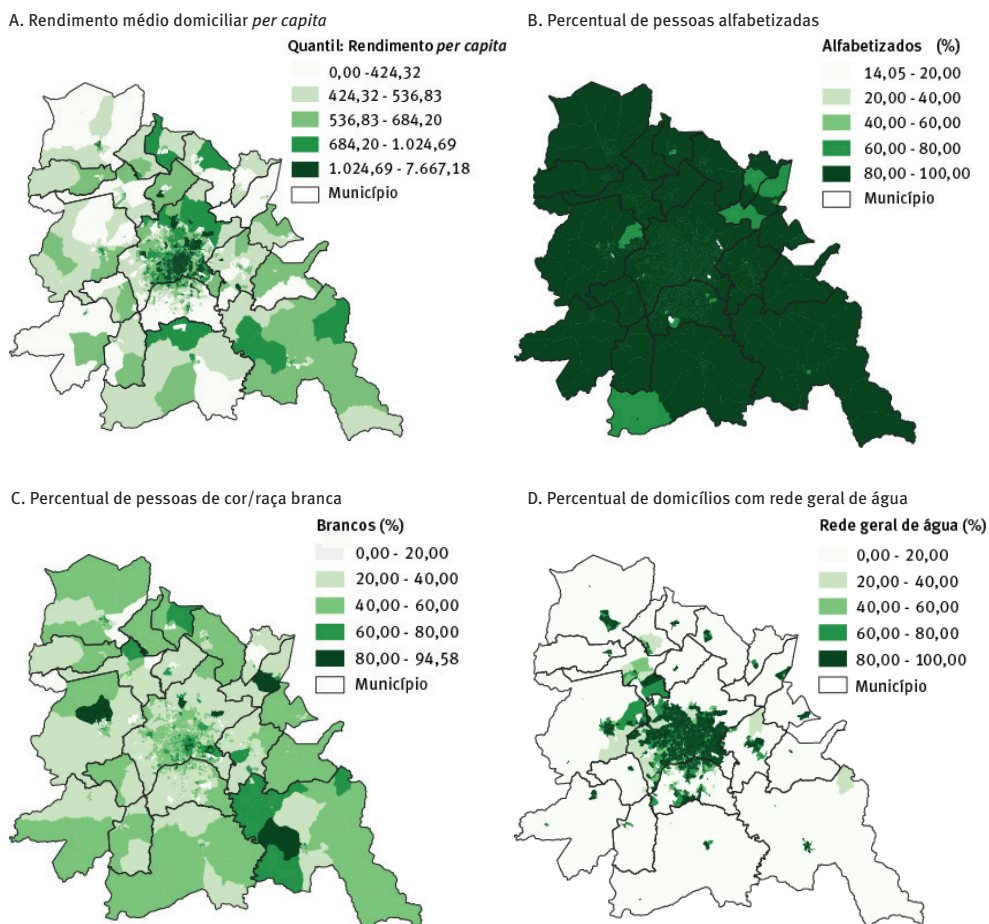 A. Rendimento médio domiciliar per capita
Quantil: Rendimento per capita
0,00 -424,32
424,32 - 536,83
536,83 - 684,20
684,20 - 1.024,69
1.024,69 - 7.667,18
Município
B. Percentual de pessoas alfabetizadas
Alfabetizados (%)
14,05 - 20,00
20,00 - 40,00
40,00 - 60,00
60,00 - 80,00
80,00 - 100,00
Município
C. Percentual de pessoas de cor/raça branca
Brancos (%)
0,00 - 20,00
20,00 - 40,00
40,00 - 60,00
60,00 - 80,00
80,00 - 94,58
Município
D. Percentual de domicílios com rede geral de água
Rede geral de água (%)
0,00 - 20,00
20,00 - 40,00
40,00 - 60,00
60,00 - 80,00
80,00 - 100,00
Município